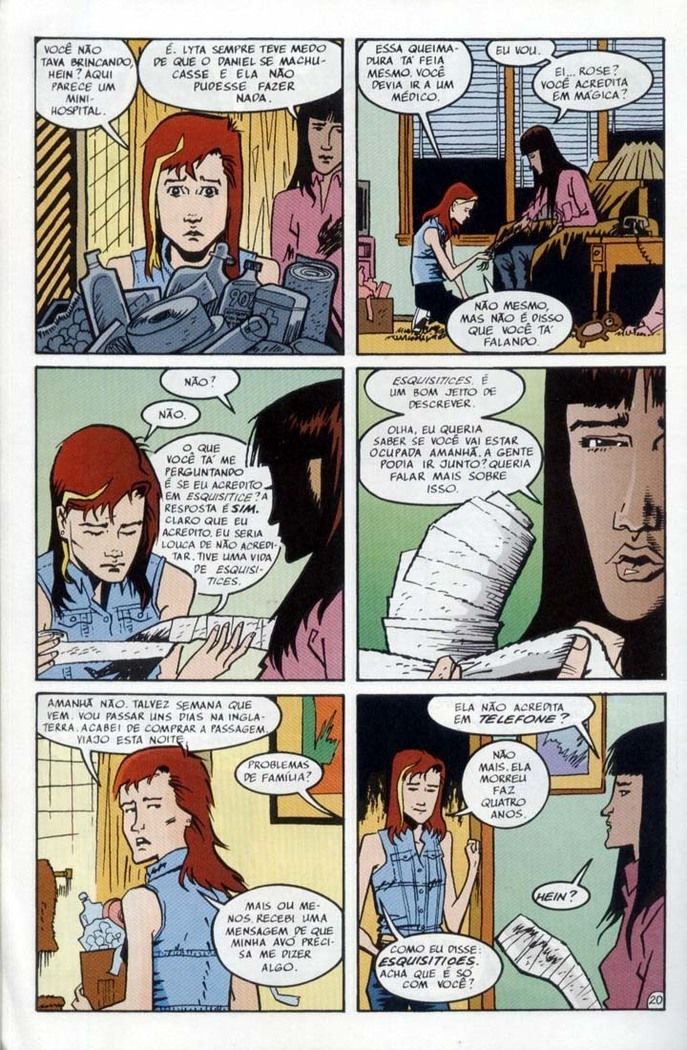 VOCÊ NÃO
TAVA BRINCANDO,
HEIN? AQUI
PARECE UM
MINI-
HOSPITAL.
É. LYTA SEMPRE TEVE MEDO
DE QUE O DANIEL SE MACHU-
CASSE E ELA NÃO
PUDESSE FAZER
NADA.
90
ESSA QUEIMA-
DURA TÁ FEIA
MESMO. VOCÊ
DEVIA IR A UM
MÉDICO.
EU VOU.
EI... ROSE?
VOCÊ ACREDITA
EM MÁGICA?
NÃO MESMO,
MAS NÃO É DISSO
QUE VOCÊ TÁ
FALANDO.
NÃO?
NÃO.
O QUE
VOCÊ TÁ' ME
PERGUNTANDO
É SE EU ACREDITO
EM ESQUISITICE? A
RESPOSTA É SIM.
CLARO QUE EU
ACREDITO. EU SERIA
LOUCA DE NÃO ACREDI-
TAR. TIVE UMA VIDA
DE ESQUISI-
TICES.
ESQUISITICES. É
UM BOM JEITO DE
DESCREVER.
OLHA, EU QUERIA
SABER SE VOCÊ VAI ESTAR
OCUPADA AMANHÃ. A GENTE
PODIA IR JUNTO? QUERIA
FALAR MAIS SOBRE
ISSO.
AMANHÃ NÃO. TALVEZ SEMANA QUE
VEM. VOU PASSAR UNS DIAS NA INGLA-
TERRA. ACABEI DE COMPRAR A PASSAGEM.
VIAJO ESTA NOITE.
PROBLEMAS
DE FAMÍLIA?
MAIS OU ME-
NOS. RECEBI UMA
MENSAGEM DE QUE
MINHA AVÓ PRECI-
SA ME DIZER
ALGO.
ELA NÃO ACREDITA
EM TELEFONE?
NÃO
MAIS. ELA
MORREU
FAZ
QUATRO
ANOS.
HEIN?
COMO EU DISSE:
ESQUISITICES.
ACHA QUE É SÓ
COM VOCÊ?
20